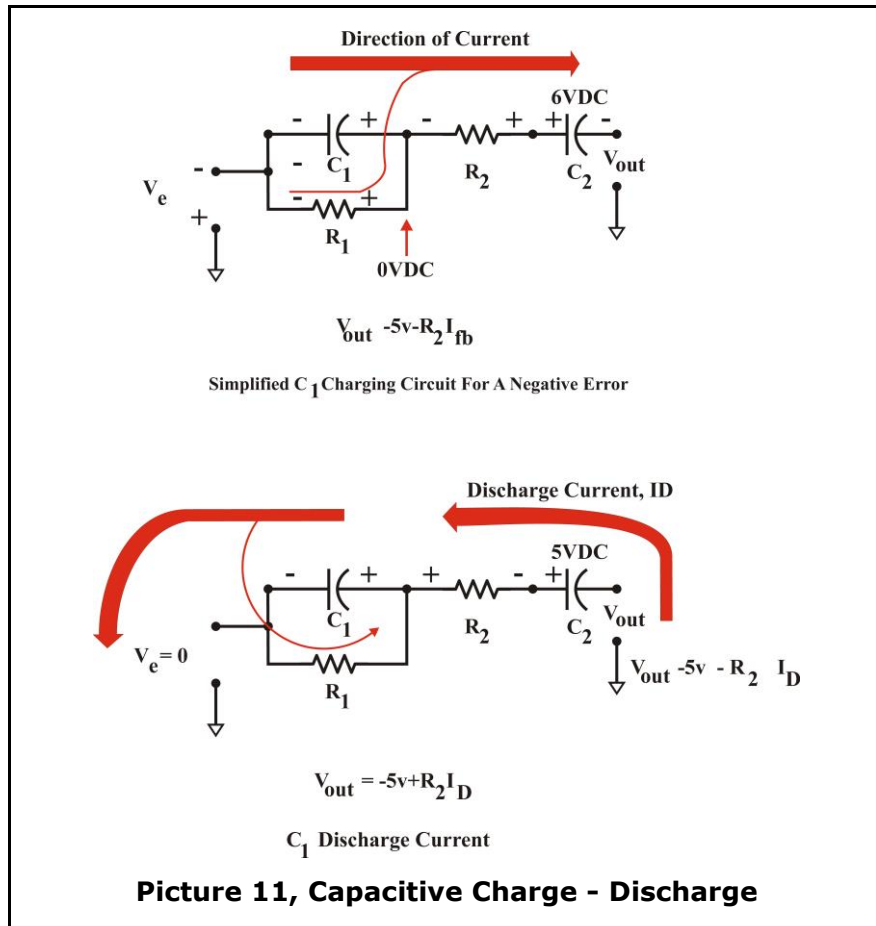 Direction of Current
6VDC
- + - + + -
C1 R2 C2 Vout
-
Ve
- +
+
R1
0VDC
Vout -5v-R2Ifb
Simplified C1 Charging Circuit For A Negative Error
Discharge Current, ID
5VDC
- + + - +
C1 R2 C2 Vout
Ve = 0
R1
Vout -5v - R2 ID
Vout = -5v+R2ID
C1 Discharge Current
Picture 11, Capacitive Charge - Discharge